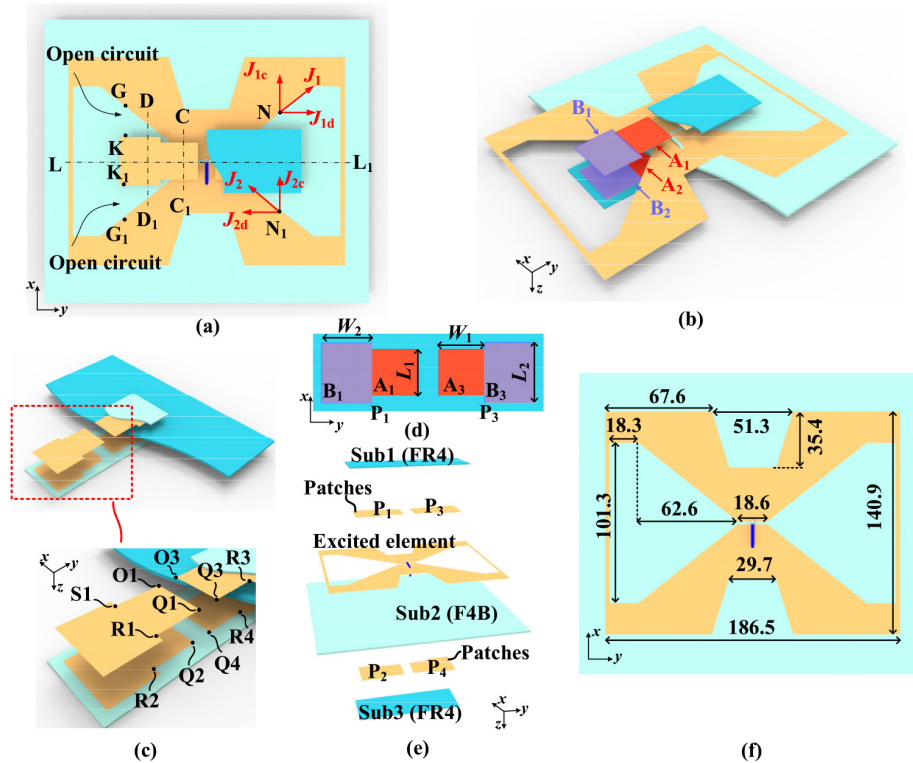 Open circuit
G
D
C
J1c
J1
N
J1d
K
L
L1
K1
J2
J2c
C1
J2d
D1
G1
N1
Open circuit
x
y
(a)
B1
A1
A2
B2
x
y
z
(b)
W2
W1
L1
L2
B1
A1
A3
B3
P1
P3
x
y
(d)
x
y
z
O1
O3
R3
S1
Q1
Q3
R1
R4
Q2
Q4
R2
(c)
Sub1 (FR4)
Patches
P1
P3
Excited element
Sub2 (F4B)
Patches
P2
P4
Sub3 (FR4)
x
y
z
(e)
67.6
18.3
51.3
35.4
101.3
62.6
18.6
140.9
29.7
186.5
x
y
(f)